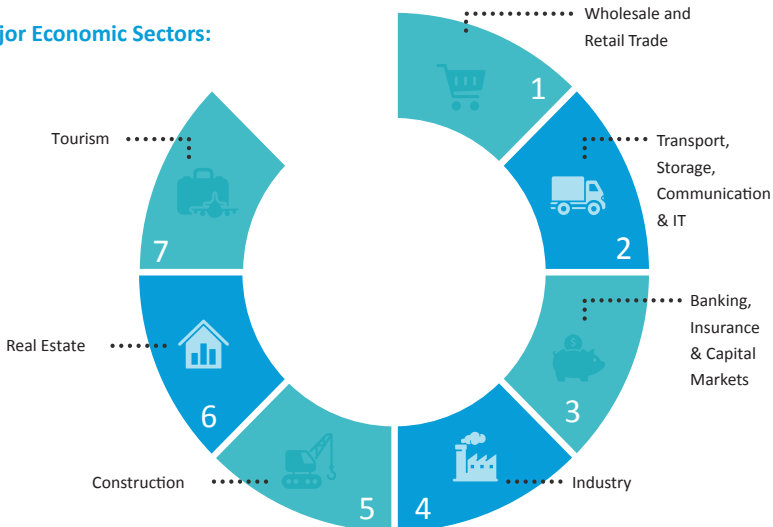 jor Economic Sectors:
Wholesale and
Retail Trade
1
Transport,
Storage,
Communication
& IT
2
Banking,
Insurance
& Capital
Markets
3
$
Industry
4
Construction
5
Real Estate
6
Tourism
7